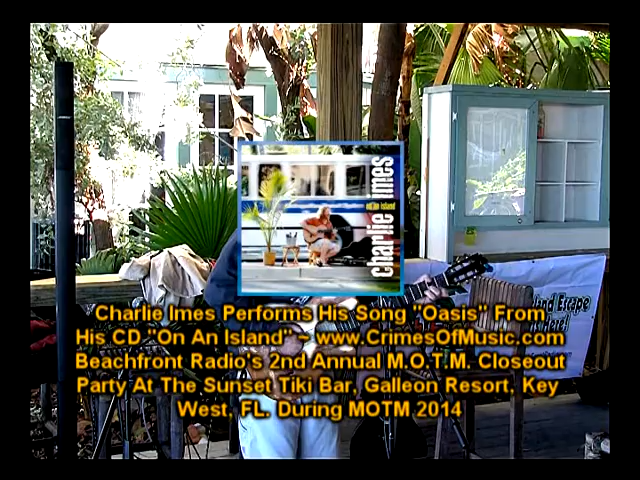 charlie imes
on an island
Charlie Imes Performs His Song "Oasis" From
His CD "On An Island" ~ www.CrimesOfMusic.com
Beachfront Radio's 2nd Annual M.O.T.M. Closeout
Party At The Sunset Tiki Bar, Galleon Resort, Key
West, FL. During MOTM 2014
Island Escape